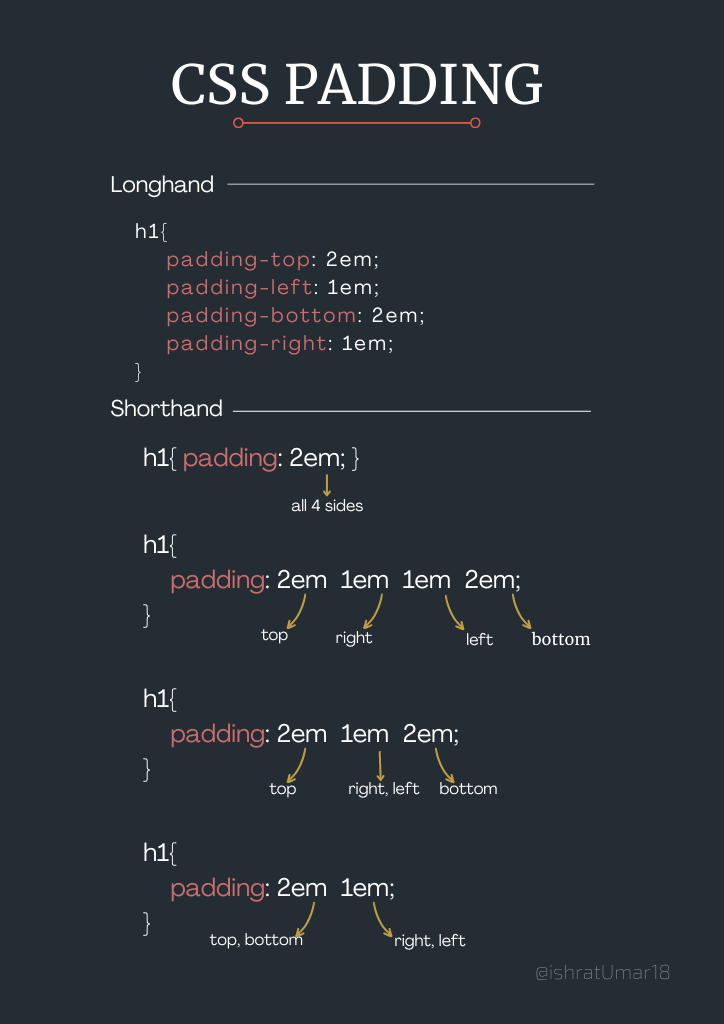 CSS PADDING
Longhand
h1{
padding-top: 2em;
padding-left: 1em;
padding-bottom: 2em;
padding-right: 1em;
}
Shorthand
h1{ padding: 2em; }
all 4 sides
h1{
padding: 2em 1em 1em 2em;
}
top right left bottom
h1{
padding: 2em 1em 2em;
}
top right, left bottom
h1{
padding: 2em 1em;
}
top, bottom right, left
@ishratUmar18